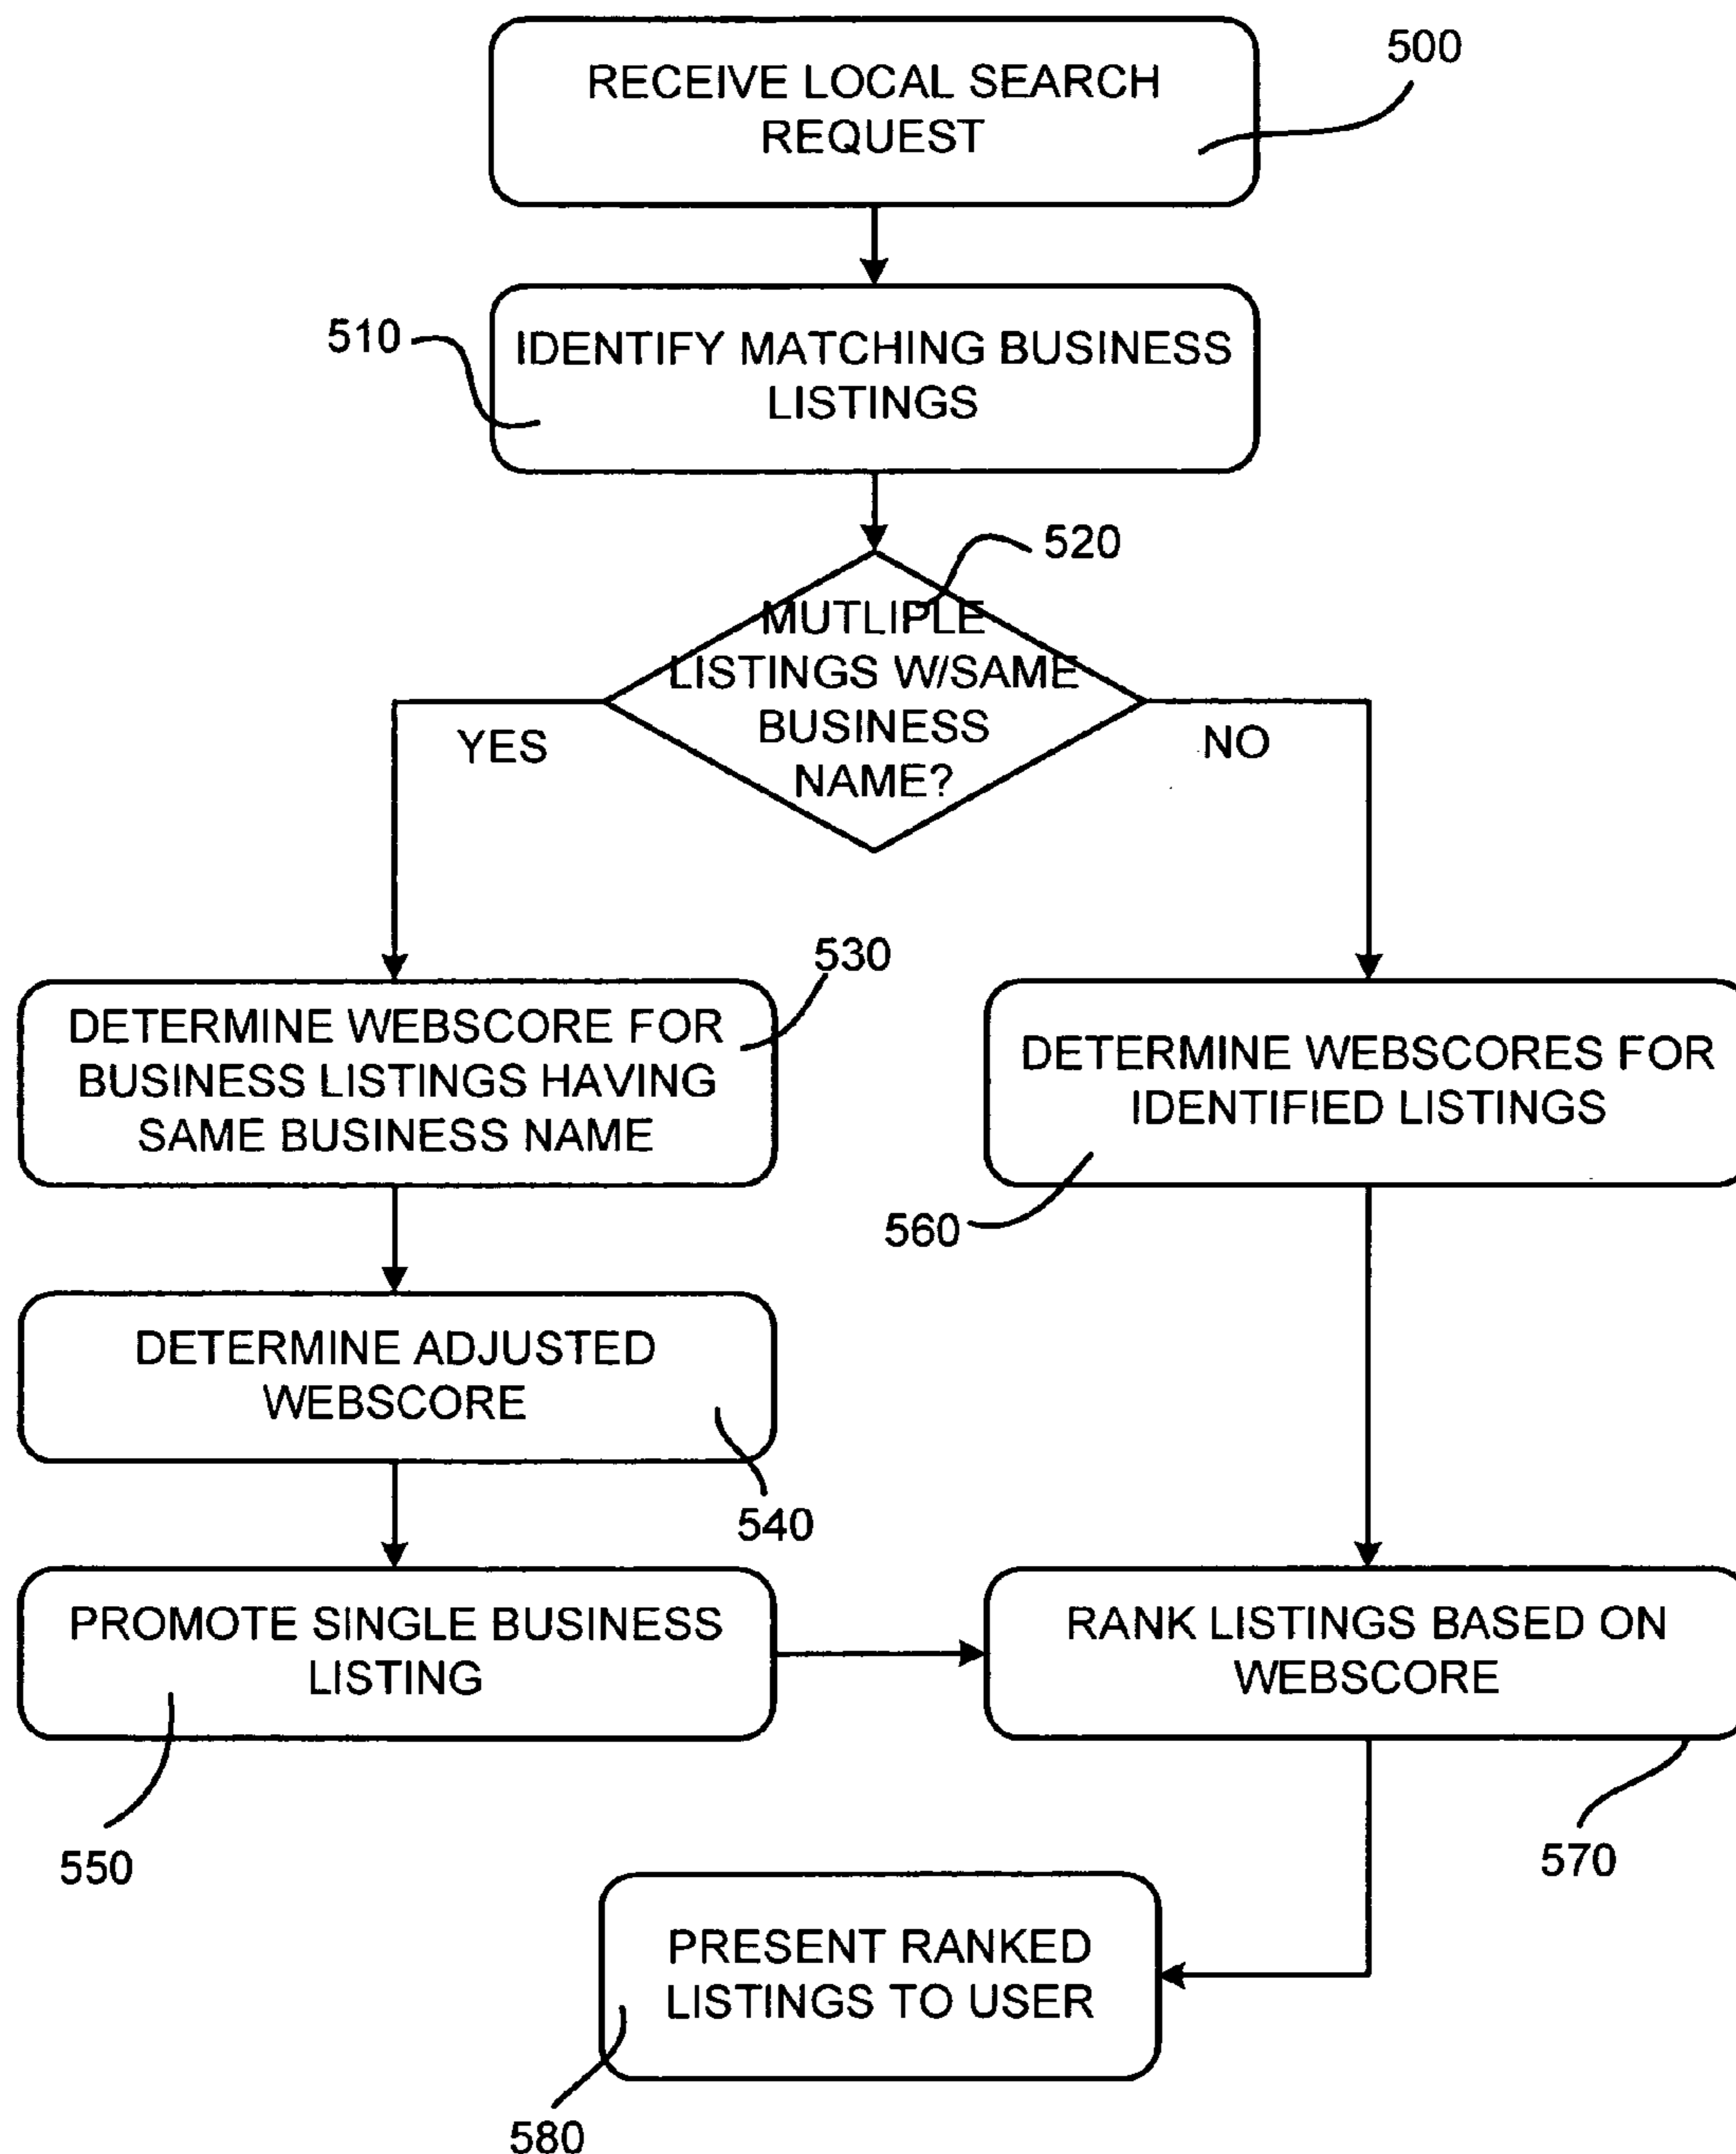 500
RECEIVE LOCAL SEARCH
REQUEST
510
IDENTIFY MATCHING BUSINESS
LISTINGS
520
MUTLIPLE
LISTINGS W/SAME
BUSINESS
NAME?
YES
NO
530
DETERMINE WEBSCORE FOR
BUSINESS LISTINGS HAVING
SAME BUSINESS NAME
DETERMINE WEBSCORES FOR
IDENTIFIED LISTINGS
560
DETERMINE ADJUSTED
WEBSCORE
540
PROMOTE SINGLE BUSINESS
LISTING
550
RANK LISTINGS BASED ON
WEBSCORE
570
PRESENT RANKED
LISTINGS TO USER
580